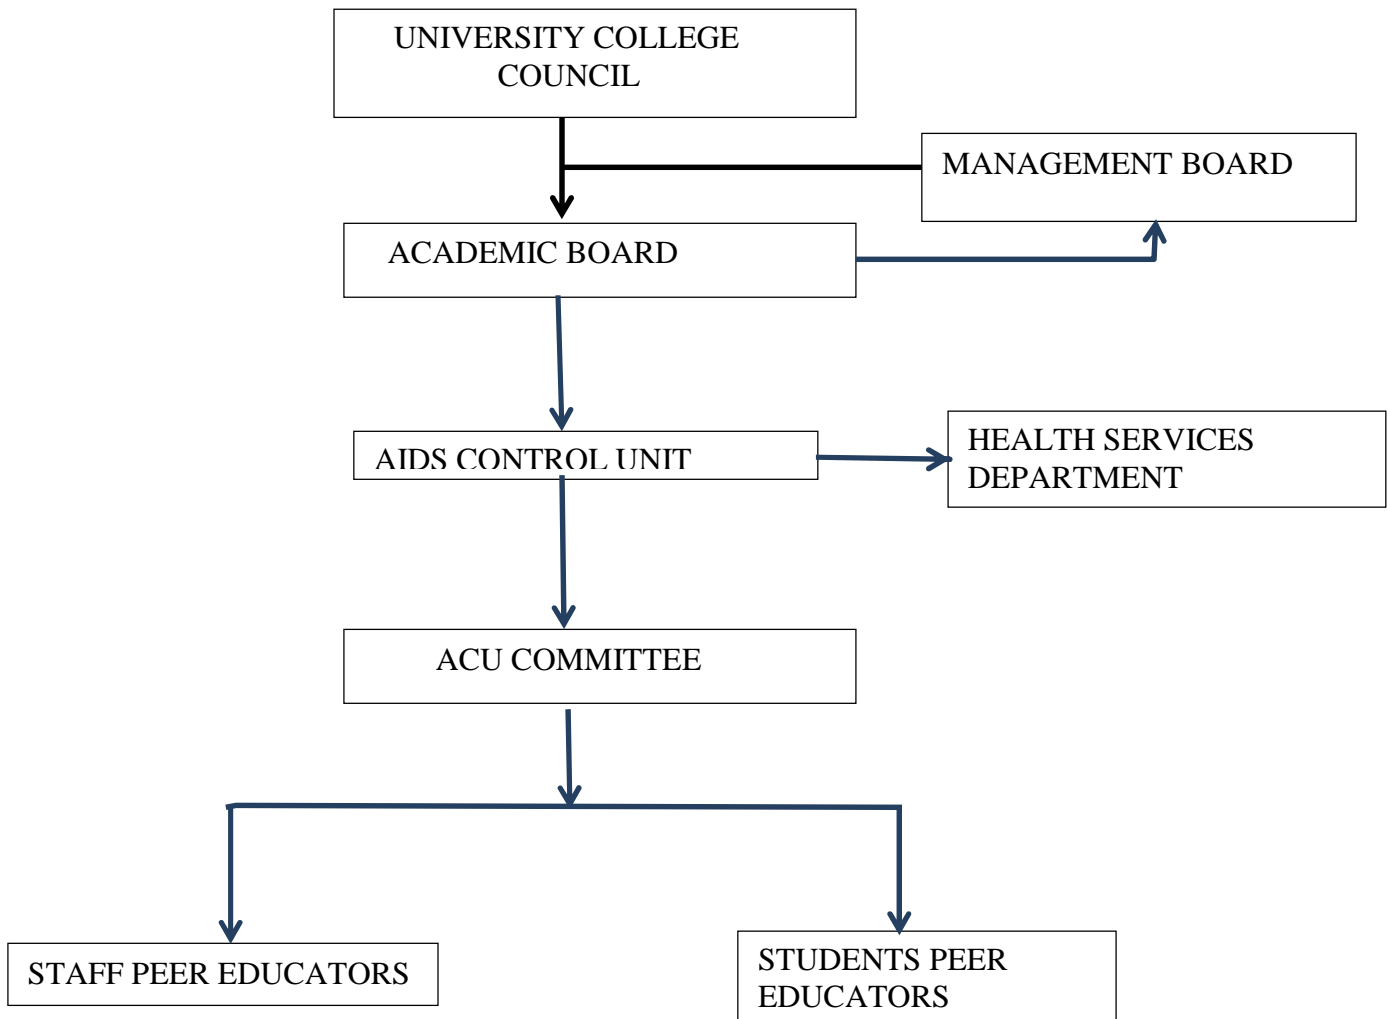 UNIVERSITY COLLEGE
COUNCIL
MANAGEMENT BOARD
ACADEMIC BOARD
AIDS CONTROL UNIT
HEALTH SERVICES
DEPARTMENT
ACU COMMITTEE
STAFF PEER EDUCATORS
STUDENTS PEER
EDUCATORS